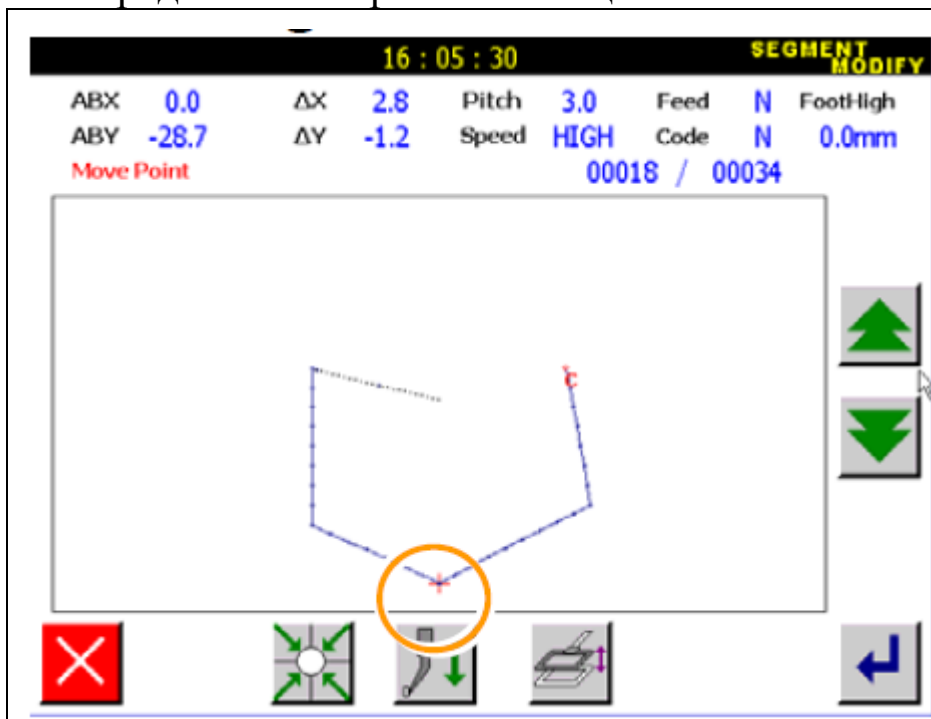 16 : 05 : 30
SEGMENT
MODIFY
ABX 0.0 ΔX 2.8 Pitch 3.0 Feed N FootHigh
ABY -28.7 ΔY -1.2 Speed HIGH Code N 0.0mm
Move Point 00018 / 00034
C